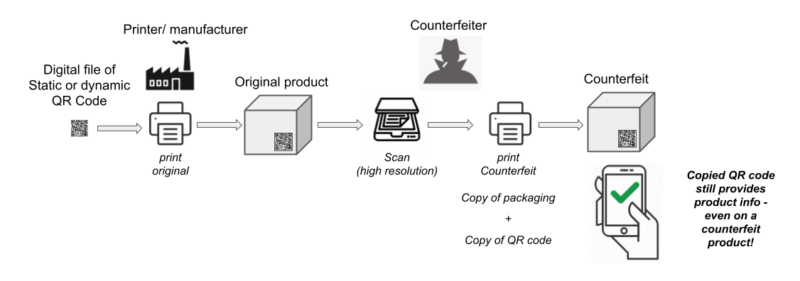 Printer/ manufacturer
Counterfeiter
Digital file of
Static or dynamic
QR Code
Original product
Counterfeit
print
original
Scan
(high resolution)
print
Counterfeit
Copy of packaging
+
Copy of QR code
Copied QR code
still provides
product info -
even on a
counterfeit
product!